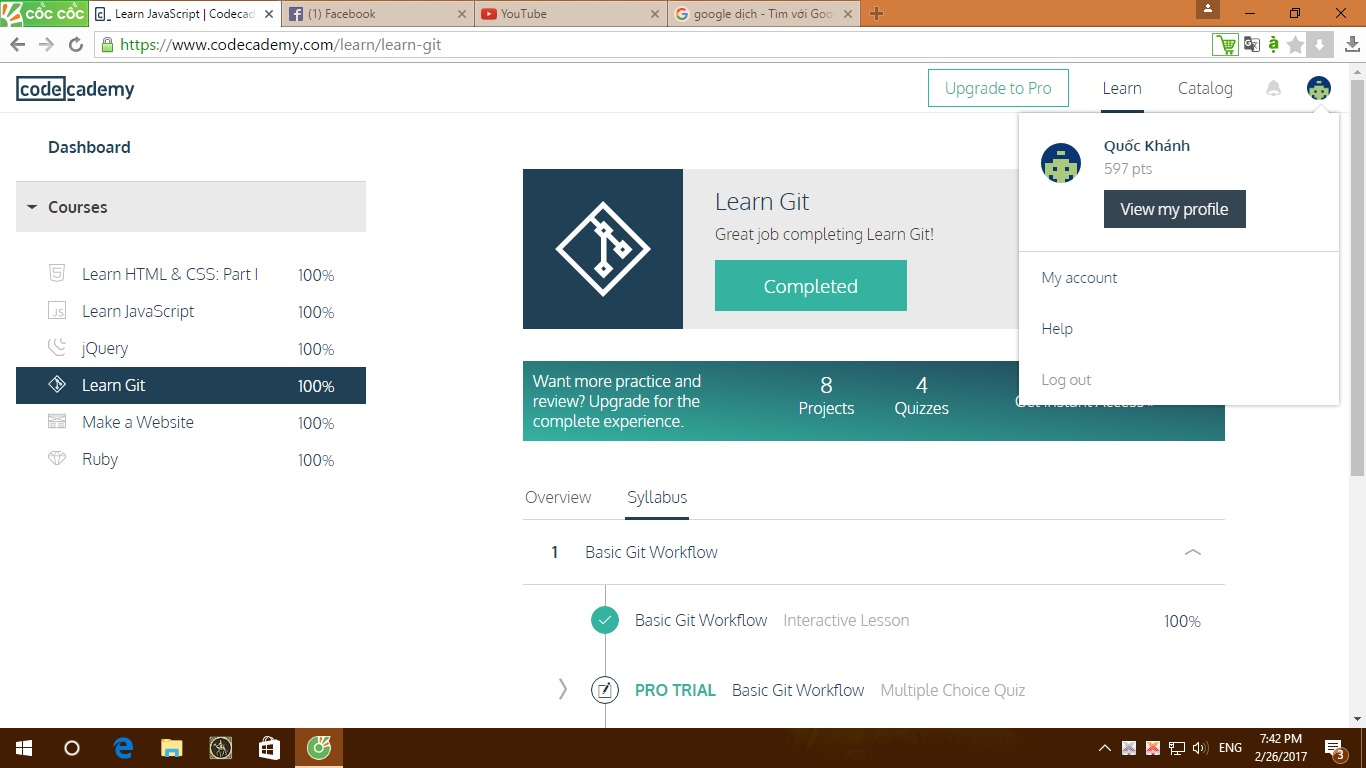 cốc cốc
Learn JavaScript | Codecad
(1) Facebook
YouTube
google dịch - Tìm với Goo
https://www.codecademy.com/learn/learn-git
codecademy
Upgrade to Pro
Learn
Catalog
Quốc Khánh
597 pts
View my profile
My account
Help
Log out
Dashboard
Courses
Learn HTML & CSS: Part I 100%
JS Learn JavaScript 100%
jQuery 100%
Learn Git 100%
Make a Website 100%
Ruby 100%
Learn Git
Great job completing Learn Git!
Completed
Want more practice and
review? Upgrade for the
complete experience.
8
Projects
4
Quizzes
Get Instant Access
Overview
Syllabus
1 Basic Git Workflow
Basic Git Workflow Interactive Lesson 100%
PRO TRIAL Basic Git Workflow Multiple Choice Quiz
ENG
7:42 PM
2/26/2017
3